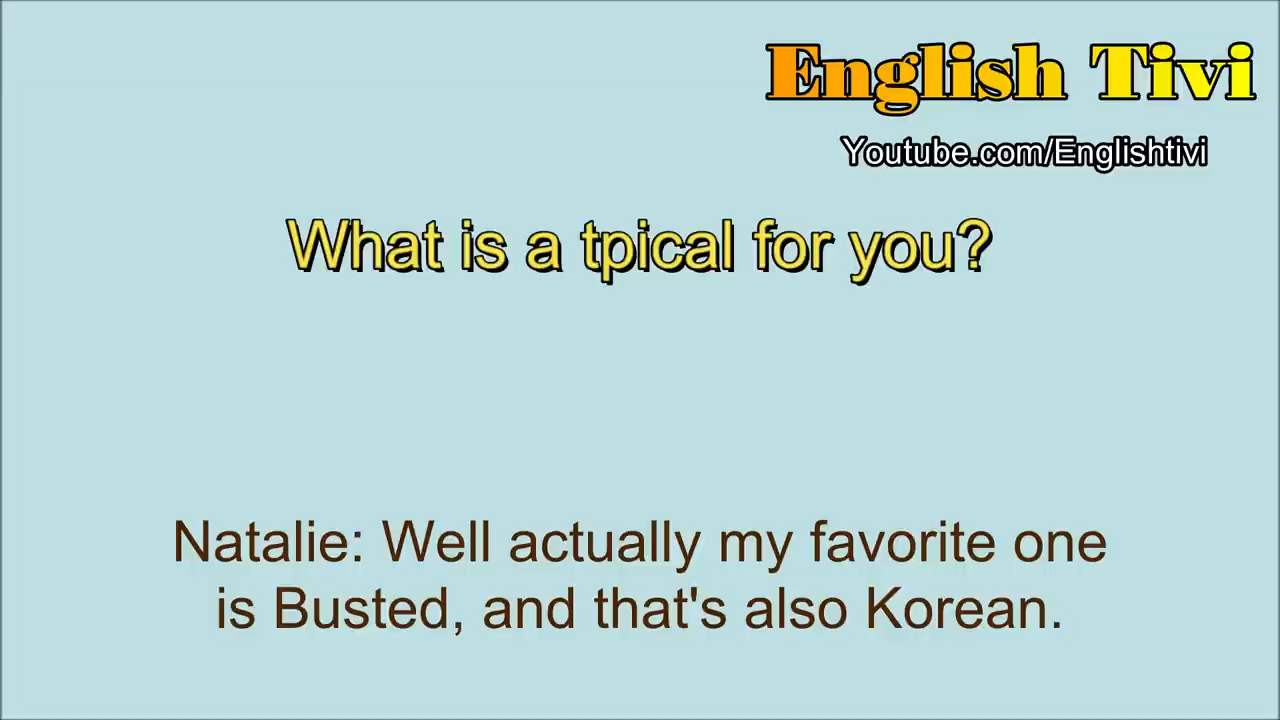 English Tivi
Youtube.com/Englishtivi
What is a tpical for you?
Natalie: Well actually my favorite one
is Busted, and that's also Korean.